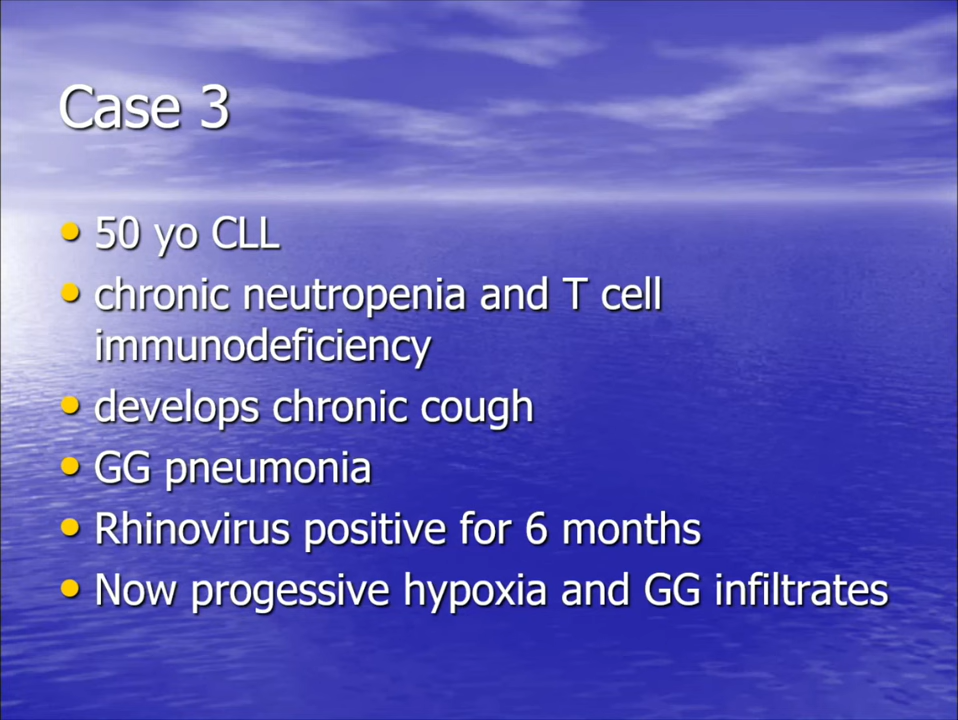 Case 3
• 50 yo CLL
• chronic neutropenia and T cell
immunodeficiency
• develops chronic cough
• GG pneumonia
• Rhinovirus positive for 6 months
• Now progessive hypoxia and GG infiltrates